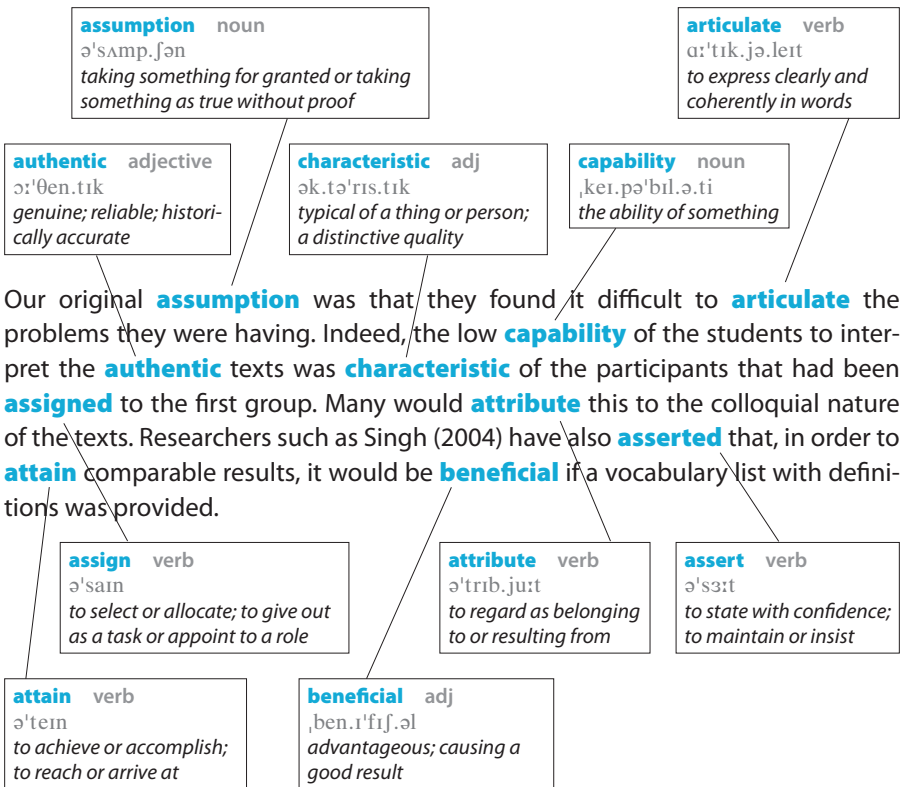 assumption noun
əˈsʌmp.ʃən
taking something for granted or taking
something as true without proof
articulate verb
ɑːˈtɪk.jə.leɪt
to express clearly and
coherently in words
authentic adjective
ɔːˈθen.tɪk
genuine; reliable; histori-
cally accurate
characteristic adj
ək.təˈrɪs.tɪk
typical of a thing or person;
a distinctive quality
capability noun
ˌkeɪ.pəˈbɪl.ə.ti
the ability of something
Our original assumption was that they found it difficult to articulate the
problems they were having. Indeed, the low capability of the students to inter-
pret the authentic texts was characteristic of the participants that had been
assigned to the first group. Many would attribute this to the colloquial nature
of the texts. Researchers such as Singh (2004) have also asserted that, in order to
attain comparable results, it would be beneficial if a vocabulary list with defini-
tions was provided.
assign verb
əˈsaɪn
to select or allocate; to give out
as a task or appoint to a role
attribute verb
əˈtrɪb.juːt
to regard as belonging
to or resulting from
assert verb
əˈsɜːt
to state with confidence;
to maintain or insist
attain verb
əˈteɪn
to achieve or accomplish;
to reach or arrive at
beneficial adj
ˌben.ɪˈfɪʃ.əl
advantageous; causing a
good result